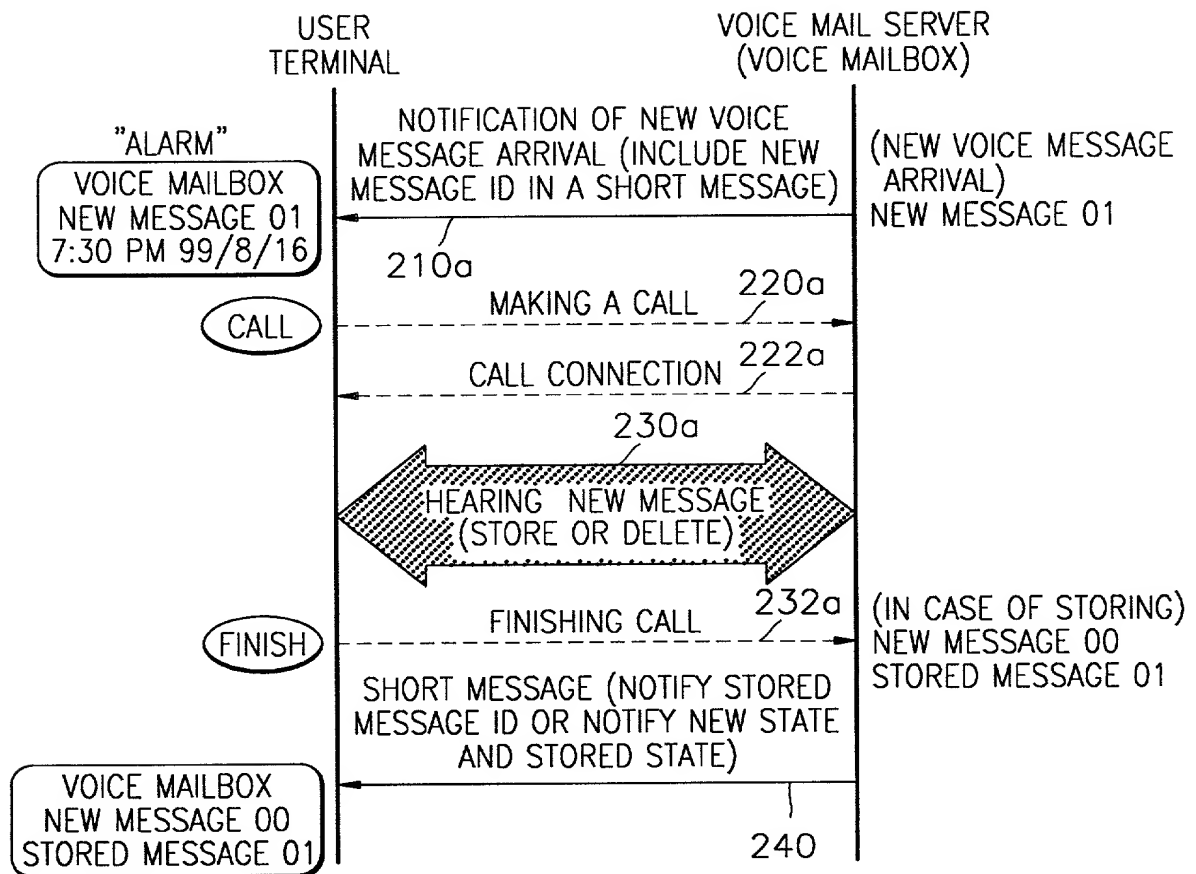 USER
TERMINAL
VOICE MAIL SERVER
(VOICE MAILBOX)
"ALARM"
VOICE MAILBOX
NEW MESSAGE 01
7:30 PM 99/8/16
NOTIFICATION OF NEW VOICE
MESSAGE ARRIVAL (INCLUDE NEW
MESSAGE ID IN A SHORT MESSAGE)
(NEW VOICE MESSAGE
ARRIVAL)
NEW MESSAGE 01
210a
CALL
MAKING A CALL
220a
CALL CONNECTION
222a
230a
HEARING NEW MESSAGE
(STORE OR DELETE)
FINISH
FINISHING CALL
232a
(IN CASE OF STORING)
NEW MESSAGE 00
STORED MESSAGE 01
SHORT MESSAGE (NOTIFY STORED
MESSAGE ID OR NOTIFY NEW STATE
AND STORED STATE)
VOICE MAILBOX
NEW MESSAGE 00
STORED MESSAGE 01
240